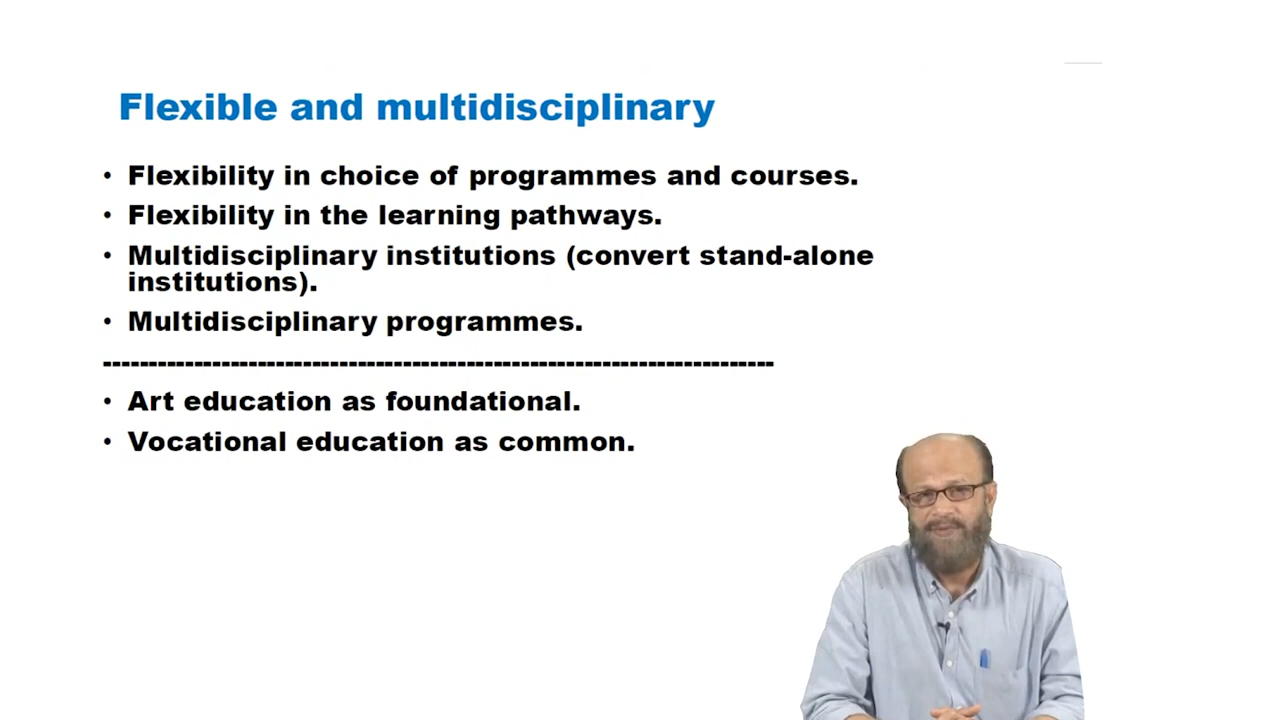 Flexible and multidisciplinary
• Flexibility in choice of programmes and courses.
• Flexibility in the learning pathways.
• Multidisciplinary institutions (convert stand-alone
institutions).
• Multidisciplinary programmes.
-------------------------------------------------------------------------
• Art education as foundational.
• Vocational education as common.